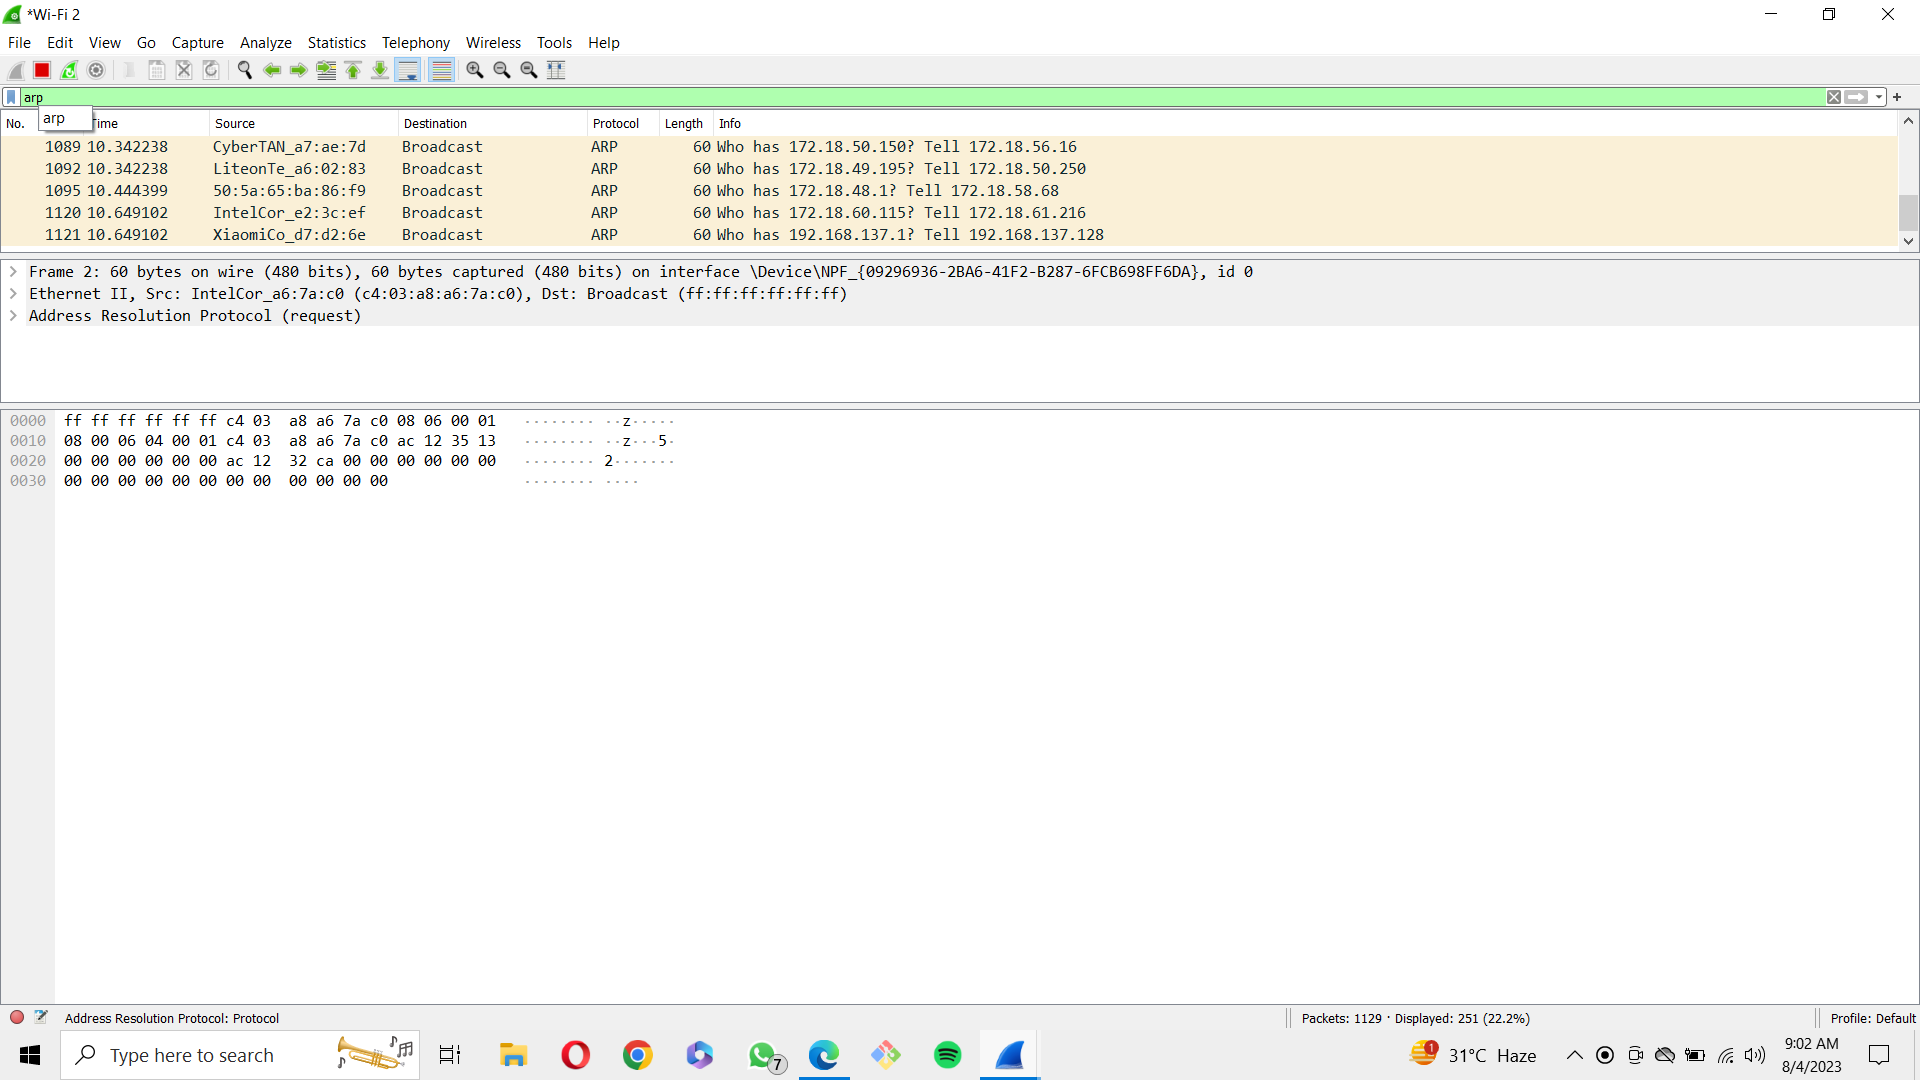 *Wi-Fi 2
File Edit View Go Capture Analyze Statistics Telephony Wireless Tools Help
arp
arp
No. Time Source Destination Protocol Length Info
1089 10.342238 CyberTAN_a7:ae:7d Broadcast ARP 60 Who has 172.18.50.150? Tell 172.18.56.16
1092 10.342238 LiteonTe_a6:02:83 Broadcast ARP 60 Who has 172.18.49.195? Tell 172.18.50.250
1095 10.444399 50:5a:65:ba:86:f9 Broadcast ARP 60 Who has 172.18.48.1? Tell 172.18.58.68
1120 10.649102 IntelCor_e2:3c:ef Broadcast ARP 60 Who has 172.18.60.115? Tell 172.18.61.216
1121 10.649102 XiaomiCo_d7:d2:6e Broadcast ARP 60 Who has 192.168.137.1? Tell 192.168.137.128
Frame 2: 60 bytes on wire (480 bits), 60 bytes captured (480 bits) on interface \Device\NPF_{09296936-2BA6-41F2-B287-6FCB698FF6DA}, id 0
Ethernet II, Src: IntelCor_a6:7a:c0 (c4:03:a8:a6:7a:c0), Dst: Broadcast (ff:ff:ff:ff:ff:ff)
Address Resolution Protocol (request)
0000 ff ff ff ff ff ff c4 03 a8 a6 7a c0 08 06 00 01 ········ ··z·····
0010 08 00 06 04 00 01 c4 03 a8 a6 7a c0 ac 12 35 13 ········ ··z···5·
0020 00 00 00 00 00 00 ac 12 32 ca 00 00 00 00 00 00 ········ 2·······
0030 00 00 00 00 00 00 00 00 00 00 00 00 ········ ····
Address Resolution Protocol: Protocol
Packets: 1129 · Displayed: 251 (22.2%)
Profile: Default
Type here to search
7
1
31°C Haze
9:02 AM
8/4/2023